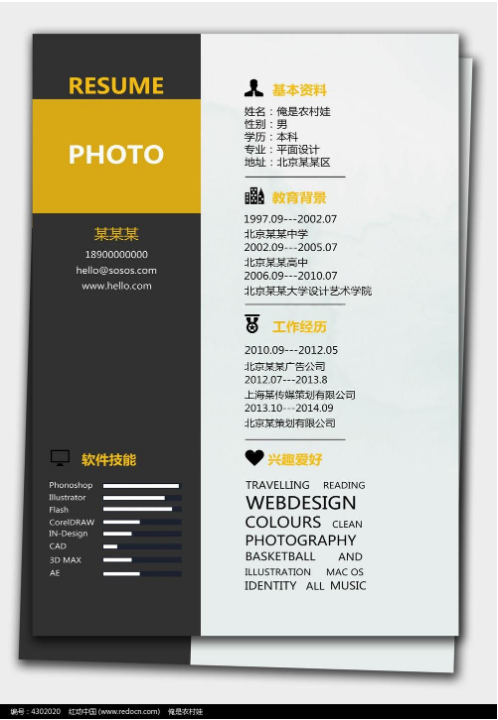 RESUME
PHOTO
某某某
18900000000
hello@sosos.com
www.hello.com
软件技能
Phonoshop
Illustrator
Flash
CorelDRAW
IN-Design
CAD
3D MAX
AE
基本资料
姓名：俺是农村娃
性别：男
学历：本科
专业：平面设计
地址：北京某某区
教育背景
1997.09---2002.07
北京某某中学
2002.09---2005.07
北京某某高中
2006.09---2010.07
北京某某大学设计艺术学院
工作经历
2010.09---2012.05
北京某某广告公司
2012.07---2013.8
上海某传媒策划有限公司
2013.10---2014.09
北京某策划有限公司
兴趣爱好
TRAVELLING READING
WEBDESIGN
COLOURS CLEAN
PHOTOGRAPHY
BASKETBALL AND
ILLUSTRATION MAC OS
IDENTITY ALL MUSIC
编号：4302020 红动中国 (www.redocn.com) 俺是农村娃